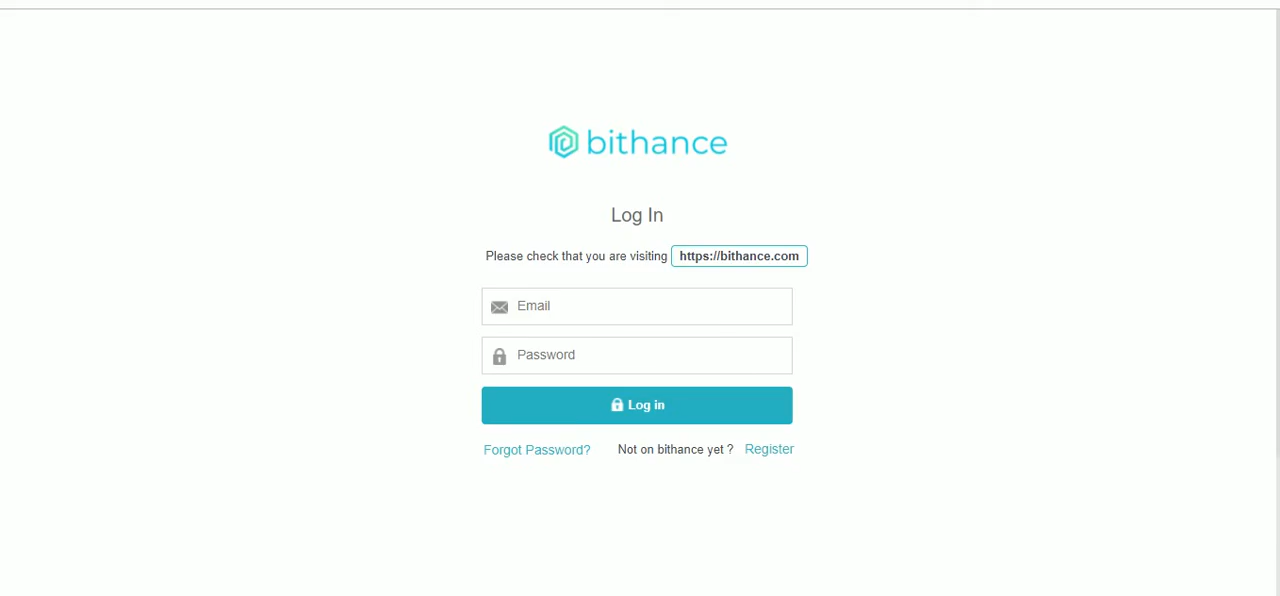 bithance
Log In
Please check that you are visiting https://bithance.com
Email
Password
Log in
Forgot Password? Not on bithance yet ? Register